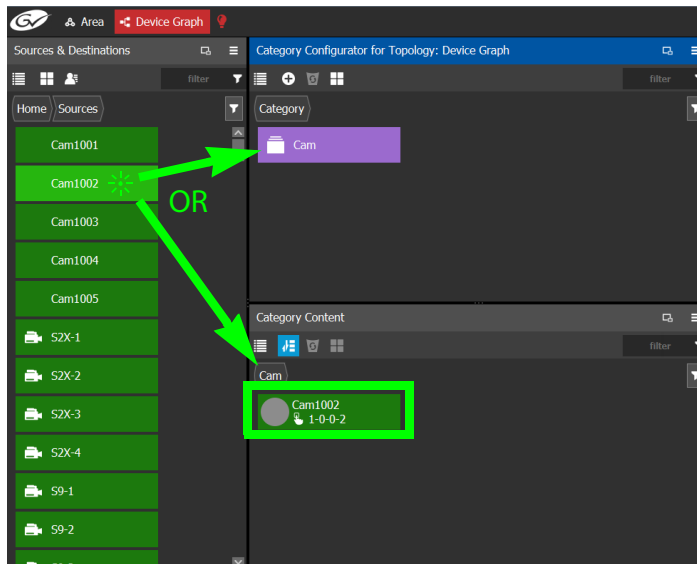 GV
Area
Device Graph
Sources & Destinations
filter
Home
Sources
Cam1001
Cam1002
Cam1003
Cam1004
Cam1005
S2X-1
S2X-2
S2X-3
S2X-4
S9-1
S9-2
OR
Category Configurator for Topology: Device Graph
filter
Category
Cam
Category Content
filter
Cam
Cam1002
1-0-0-2